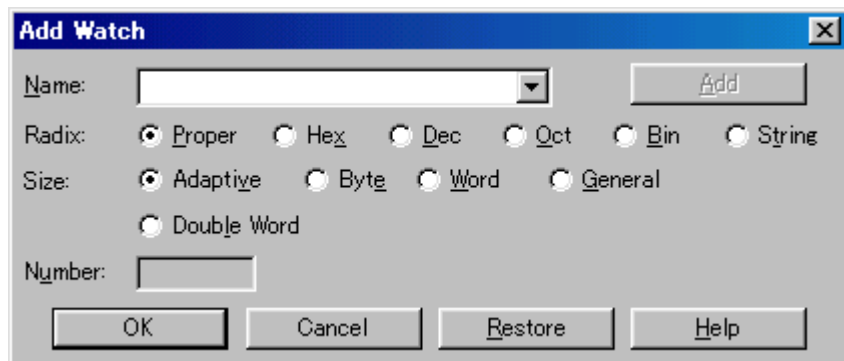 Add Watch
Name: Add
Radix: Proper Hex Dec Oct Bin String
Size: Adaptive Byte Word General
Double Word
Number:
OK Cancel Restore Help